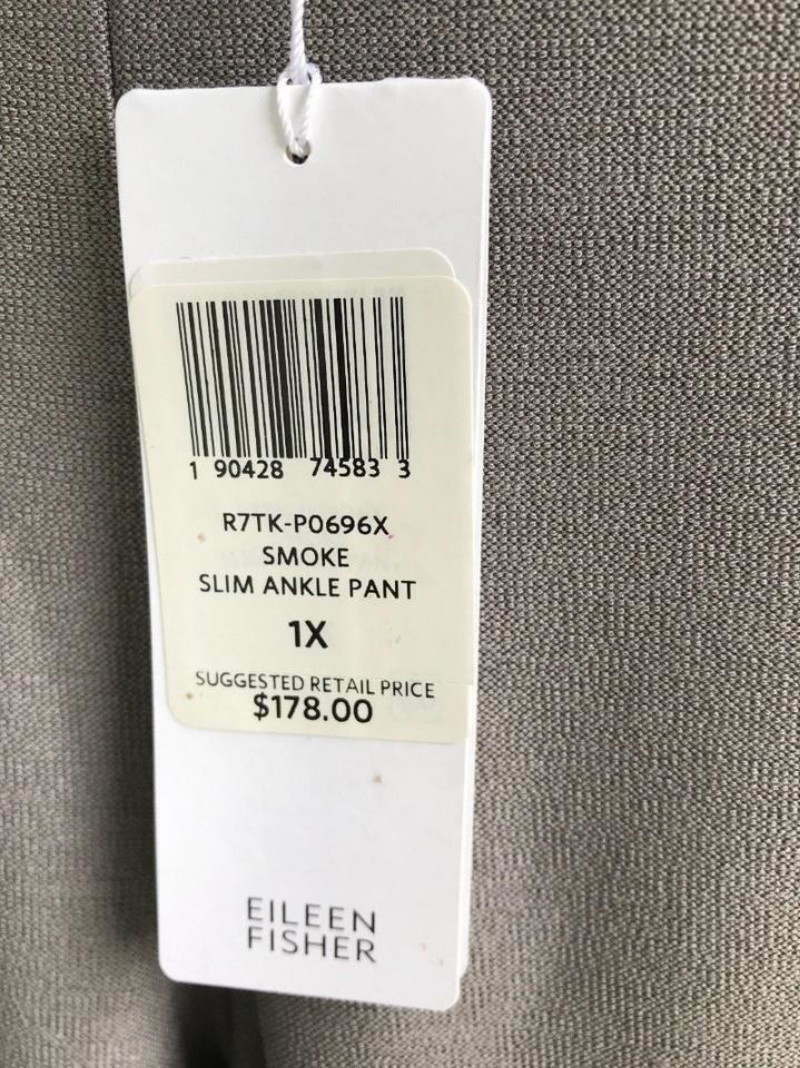 1 90428 74583 3
R7TK-P0696X
SMOKE
SLIM ANKLE PANT
1X
SUGGESTED RETAIL PRICE
$178.00
EILEEN
FISHER